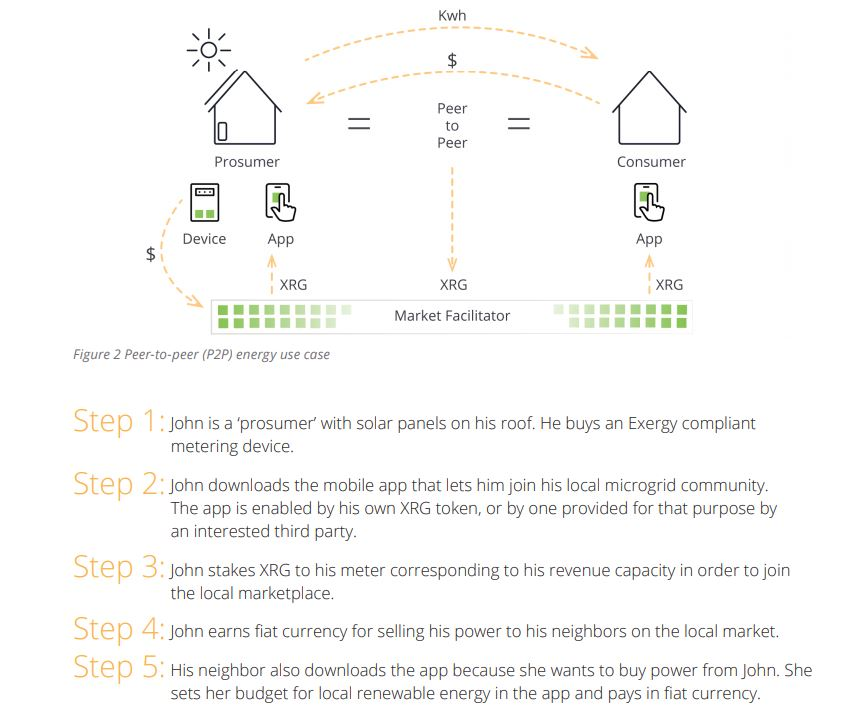 Kwh
$
Peer
to
Peer
Prosumer
Consumer
Device
App
App
$
XRG
XRG
XRG
Market Facilitator
Figure 2 Peer-to-peer (P2P) energy use case
Step 1: John is a ‘prosumer’ with solar panels on his roof. He buys an Exergy compliant
metering device.
Step 2: John downloads the mobile app that lets him join his local microgrid community.
The app is enabled by his own XRG token, or by one provided for that purpose by
an interested third party.
Step 3: John stakes XRG to his meter corresponding to his revenue capacity in order to join
the local marketplace.
Step 4: John earns fiat currency for selling his power to his neighbors on the local market.
Step 5: His neighbor also downloads the app because she wants to buy power from John. She
sets her budget for local renewable energy in the app and pays in fiat currency.